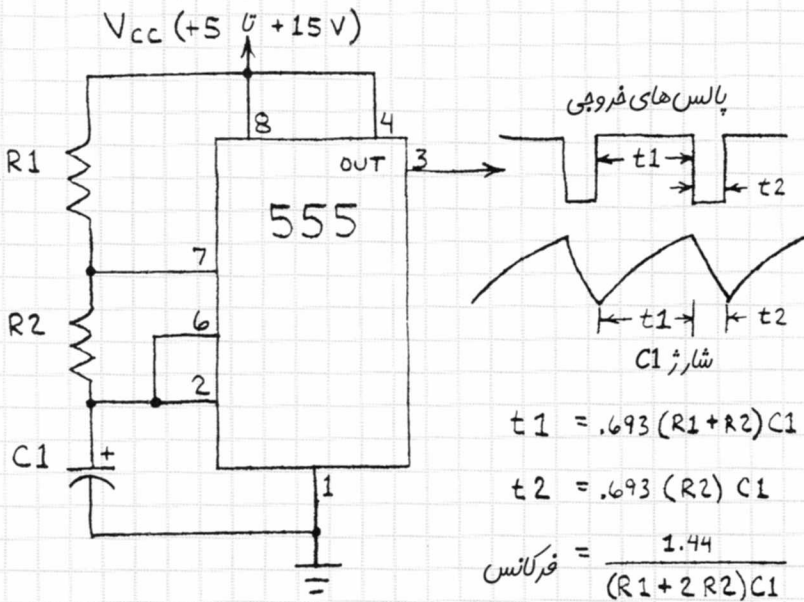 VCC (+5 تا +15 V)
8
4
پالس‌های خروجی
R1
OUT
3
t1
t2
555
7
R2
6
2
t1
t2
شارژ C1
C1
+
1
t1 = .693 (R1+R2) C1
t2 = .693 (R2) C1
فرکانس = 1.44
(R1 + 2 R2) C1